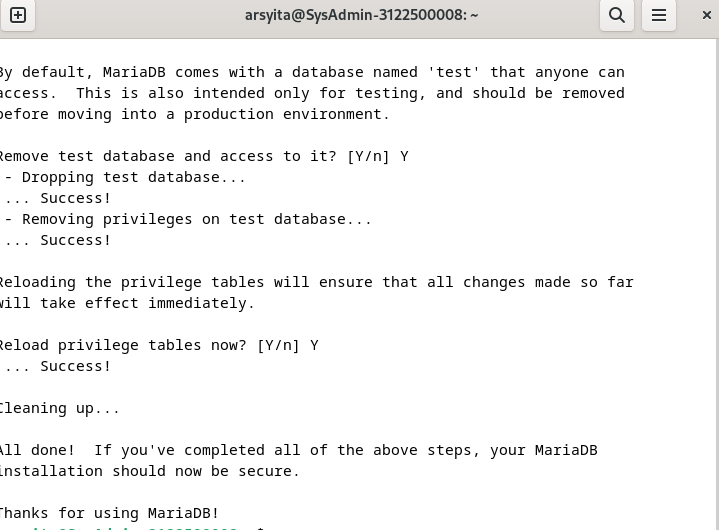 arsyita@SysAdmin-3122500008: ~
By default, MariaDB comes with a database named 'test' that anyone can
access.  This is also intended only for testing, and should be removed
before moving into a production environment.
Remove test database and access to it? [Y/n] Y
 - Dropping test database...
 ... Success!
 - Removing privileges on test database...
 ... Success!
Reloading the privilege tables will ensure that all changes made so far
will take effect immediately.
Reload privilege tables now? [Y/n] Y
 ... Success!
Cleaning up...
All done!  If you've completed all of the above steps, your MariaDB
installation should now be secure.
Thanks for using MariaDB!